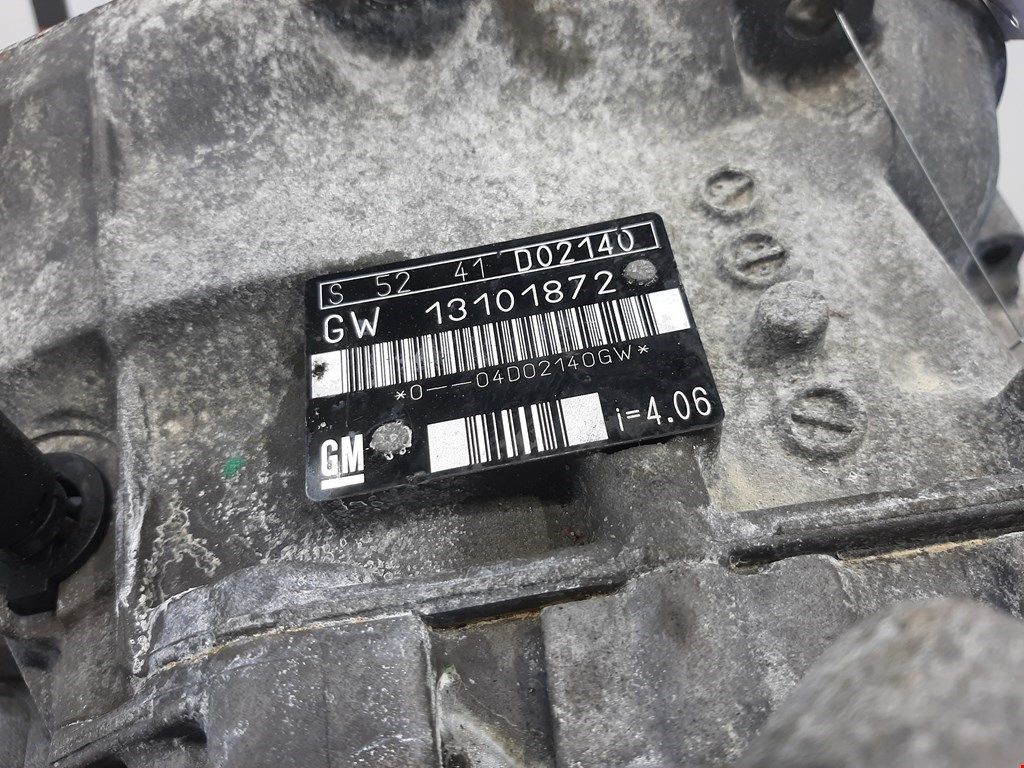 S 52 41 D02140
GW 13101872
*0--04D02140GW*
GM
i=4.06